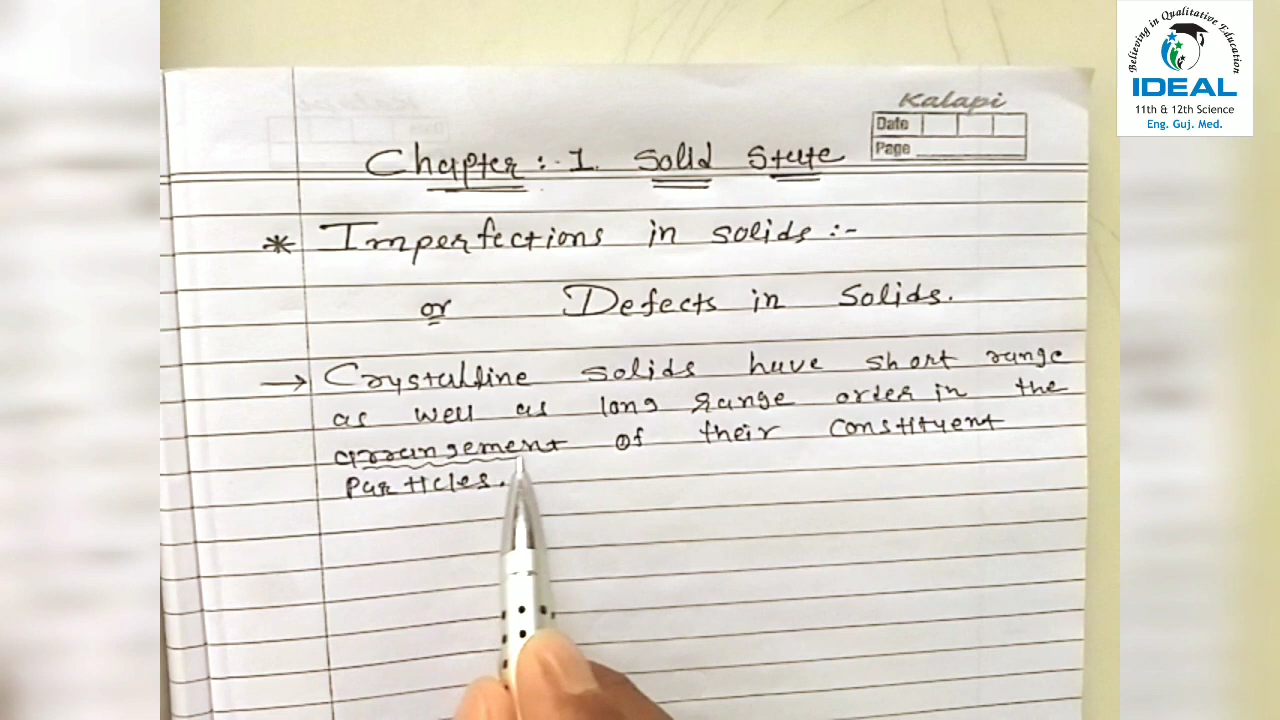 Believing in Qualitative Education
IDEAL
11th & 12th Science
Eng. Guj. Med.
Kalapi
Date
Page
Chapter :- 1. Solid State
* Imperfections in solids :-
or Defects in Solids.
→ Crystalline solids have short range
as well as long range order in the
arrangement of their constituent
particles.